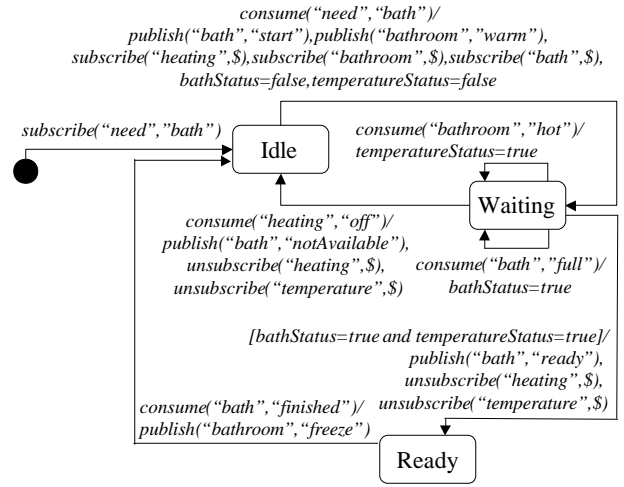 consume(“need”,“bath”)/
publish(“bath”,“start”),publish(“bathroom”,”warm”),
subscribe(“heating”,$),subscribe(“bathroom”,$),subscribe(“bath”,$),
bathStatus=false,temperatureStatus=false
subscribe(“need”,”bath”)
Idle
consume(“bathroom”,”hot”)/
temperatureStatus=true
Waiting
consume(“heating”,“off”)/
publish(“bath”,“notAvailable”),
unsubscribe(“heating”,$),
unsubscribe(“temperature”,$)
consume(“bath”,“full”)/
bathStatus=true
[bathStatus=true and temperatureStatus=true]/
publish(“bath”,“ready”),
unsubscribe(“heating”,$),
unsubscribe(“temperature”,$)
consume(“bath”,“finished”)/
publish(“bathroom”,“freeze”)
Ready